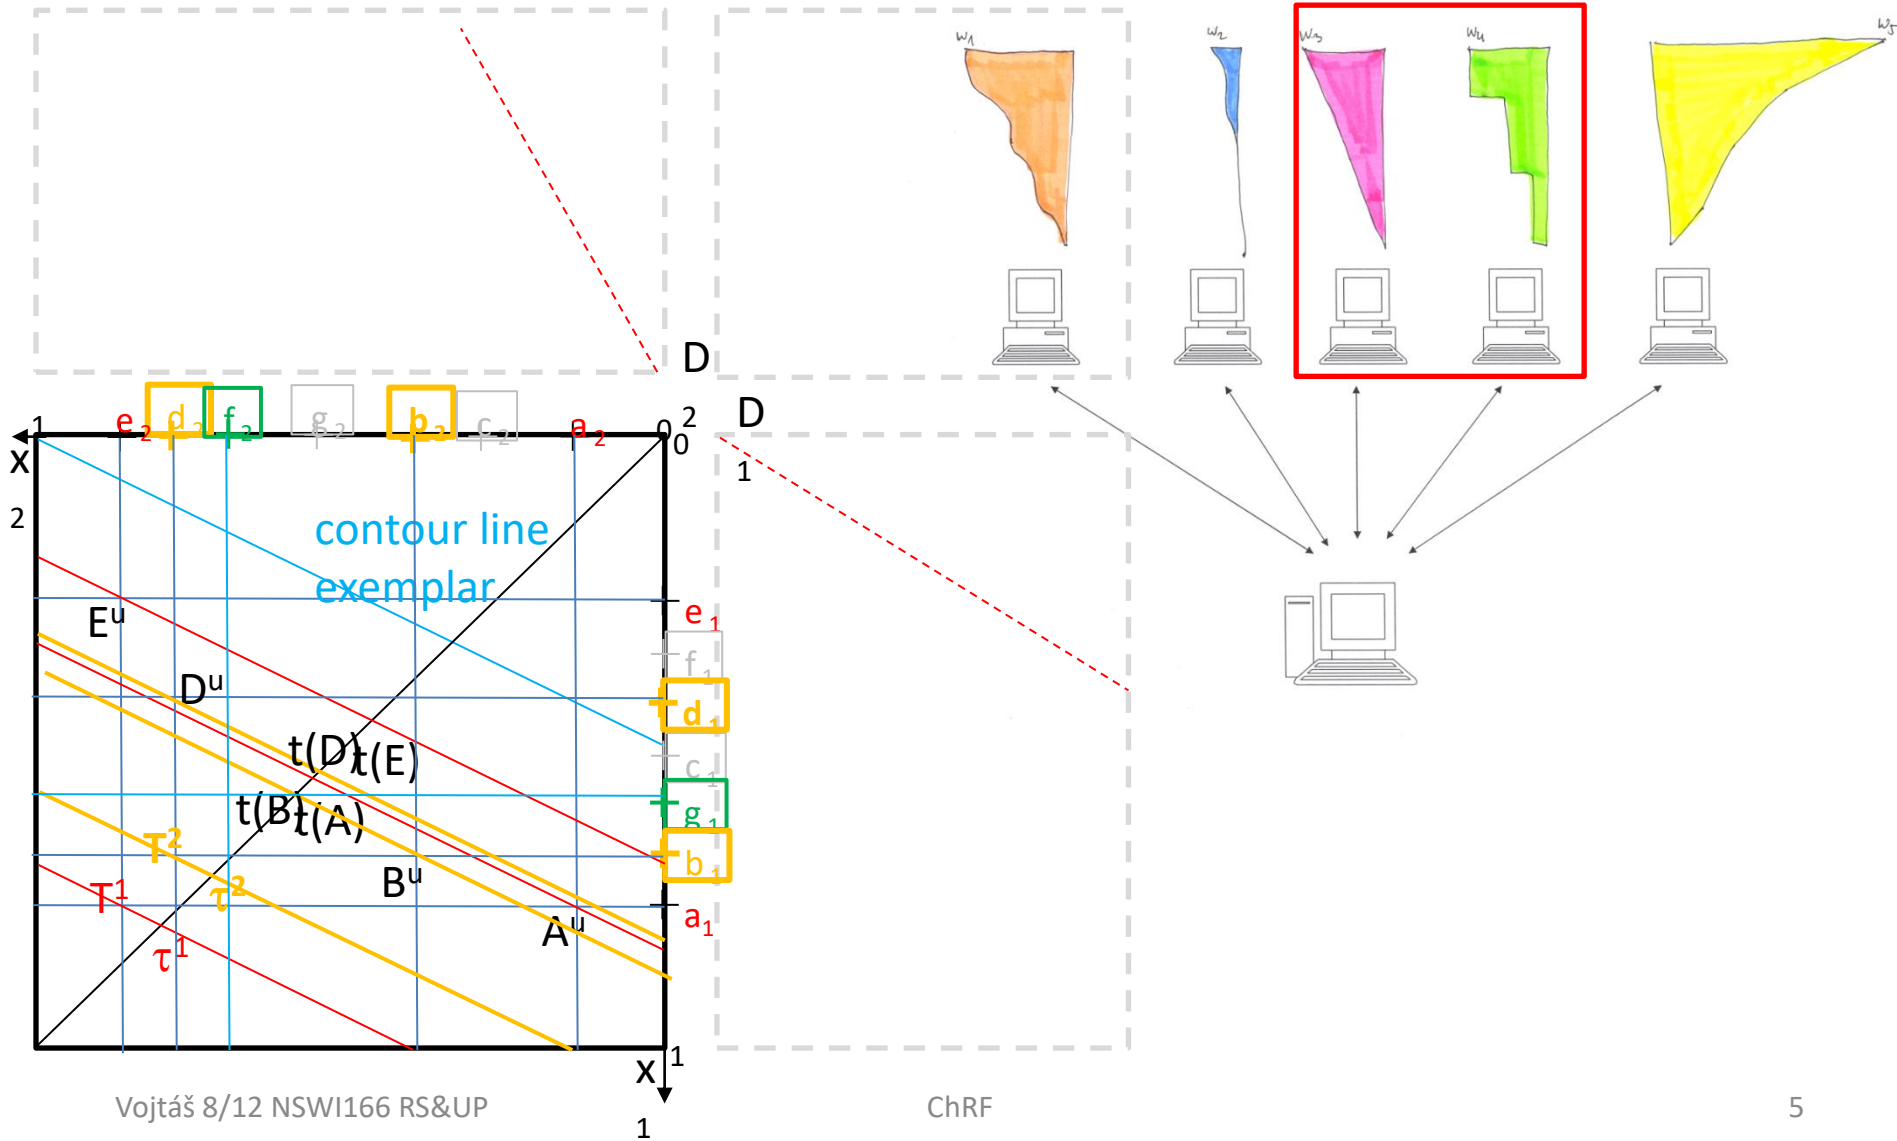 w1
w2
w3
w4
w5
D
2
D
1
1
e2
d2
f2
g2
b2
c2
a2
0
0
x
2
contour line
exemplar
e1
f1
d1
c1
g1
b1
a1
Eᵘ
Dᵘ
t(D)
t(E)
t(B)
t(A)
T²
Bᵘ
T¹
τ²
Aᵘ
τ¹
1
x
1
Vojtáš 8/12 NSWI166 RS&UP
ChRF
5